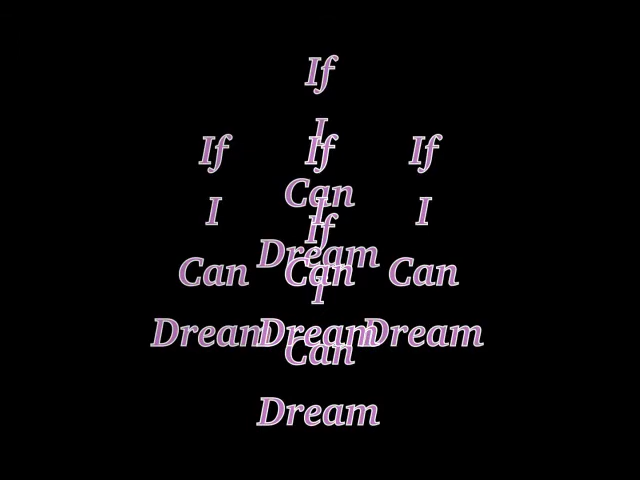 If
I
If If If
Can
I I I
If
Dream
Can Can Can
I
Dream Dream Dream
Can
Dream